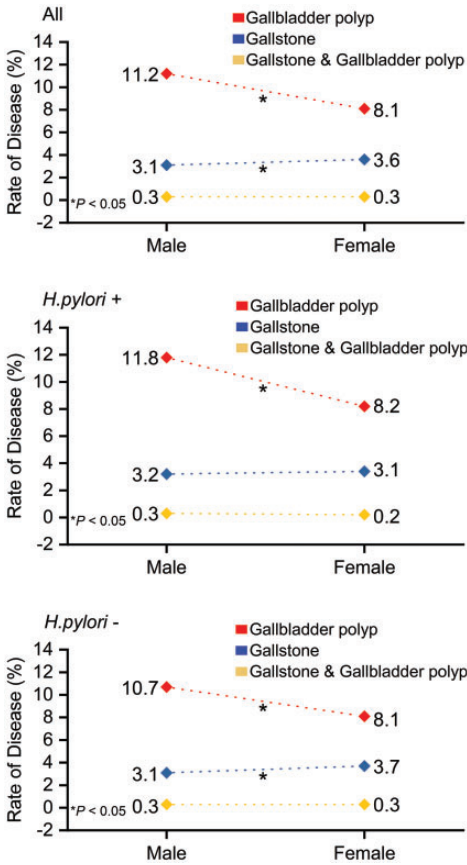 All
Gallbladder polyp
Gallstone
Gallstone & Gallbladder polyp
Rate of Disease (%)
14
12
10
8
6
4
2
0
-2
11.2
8.1
*
3.1
3.6
*
0.3
0.3
*P < 0.05
Male Female
H.pylori +
Gallbladder polyp
Gallstone
Gallstone & Gallbladder polyp
Rate of Disease (%)
14
12
10
8
6
4
2
0
-2
11.8
8.2
*
3.2
3.1
0.3
0.2
*P < 0.05
Male Female
H.pylori -
Gallbladder polyp
Gallstone
Gallstone & Gallbladder polyp
Rate of Disease (%)
14
12
10
8
6
4
2
0
-2
10.7
8.1
*
3.1
3.7
*
0.3
0.3
*P < 0.05
Male Female